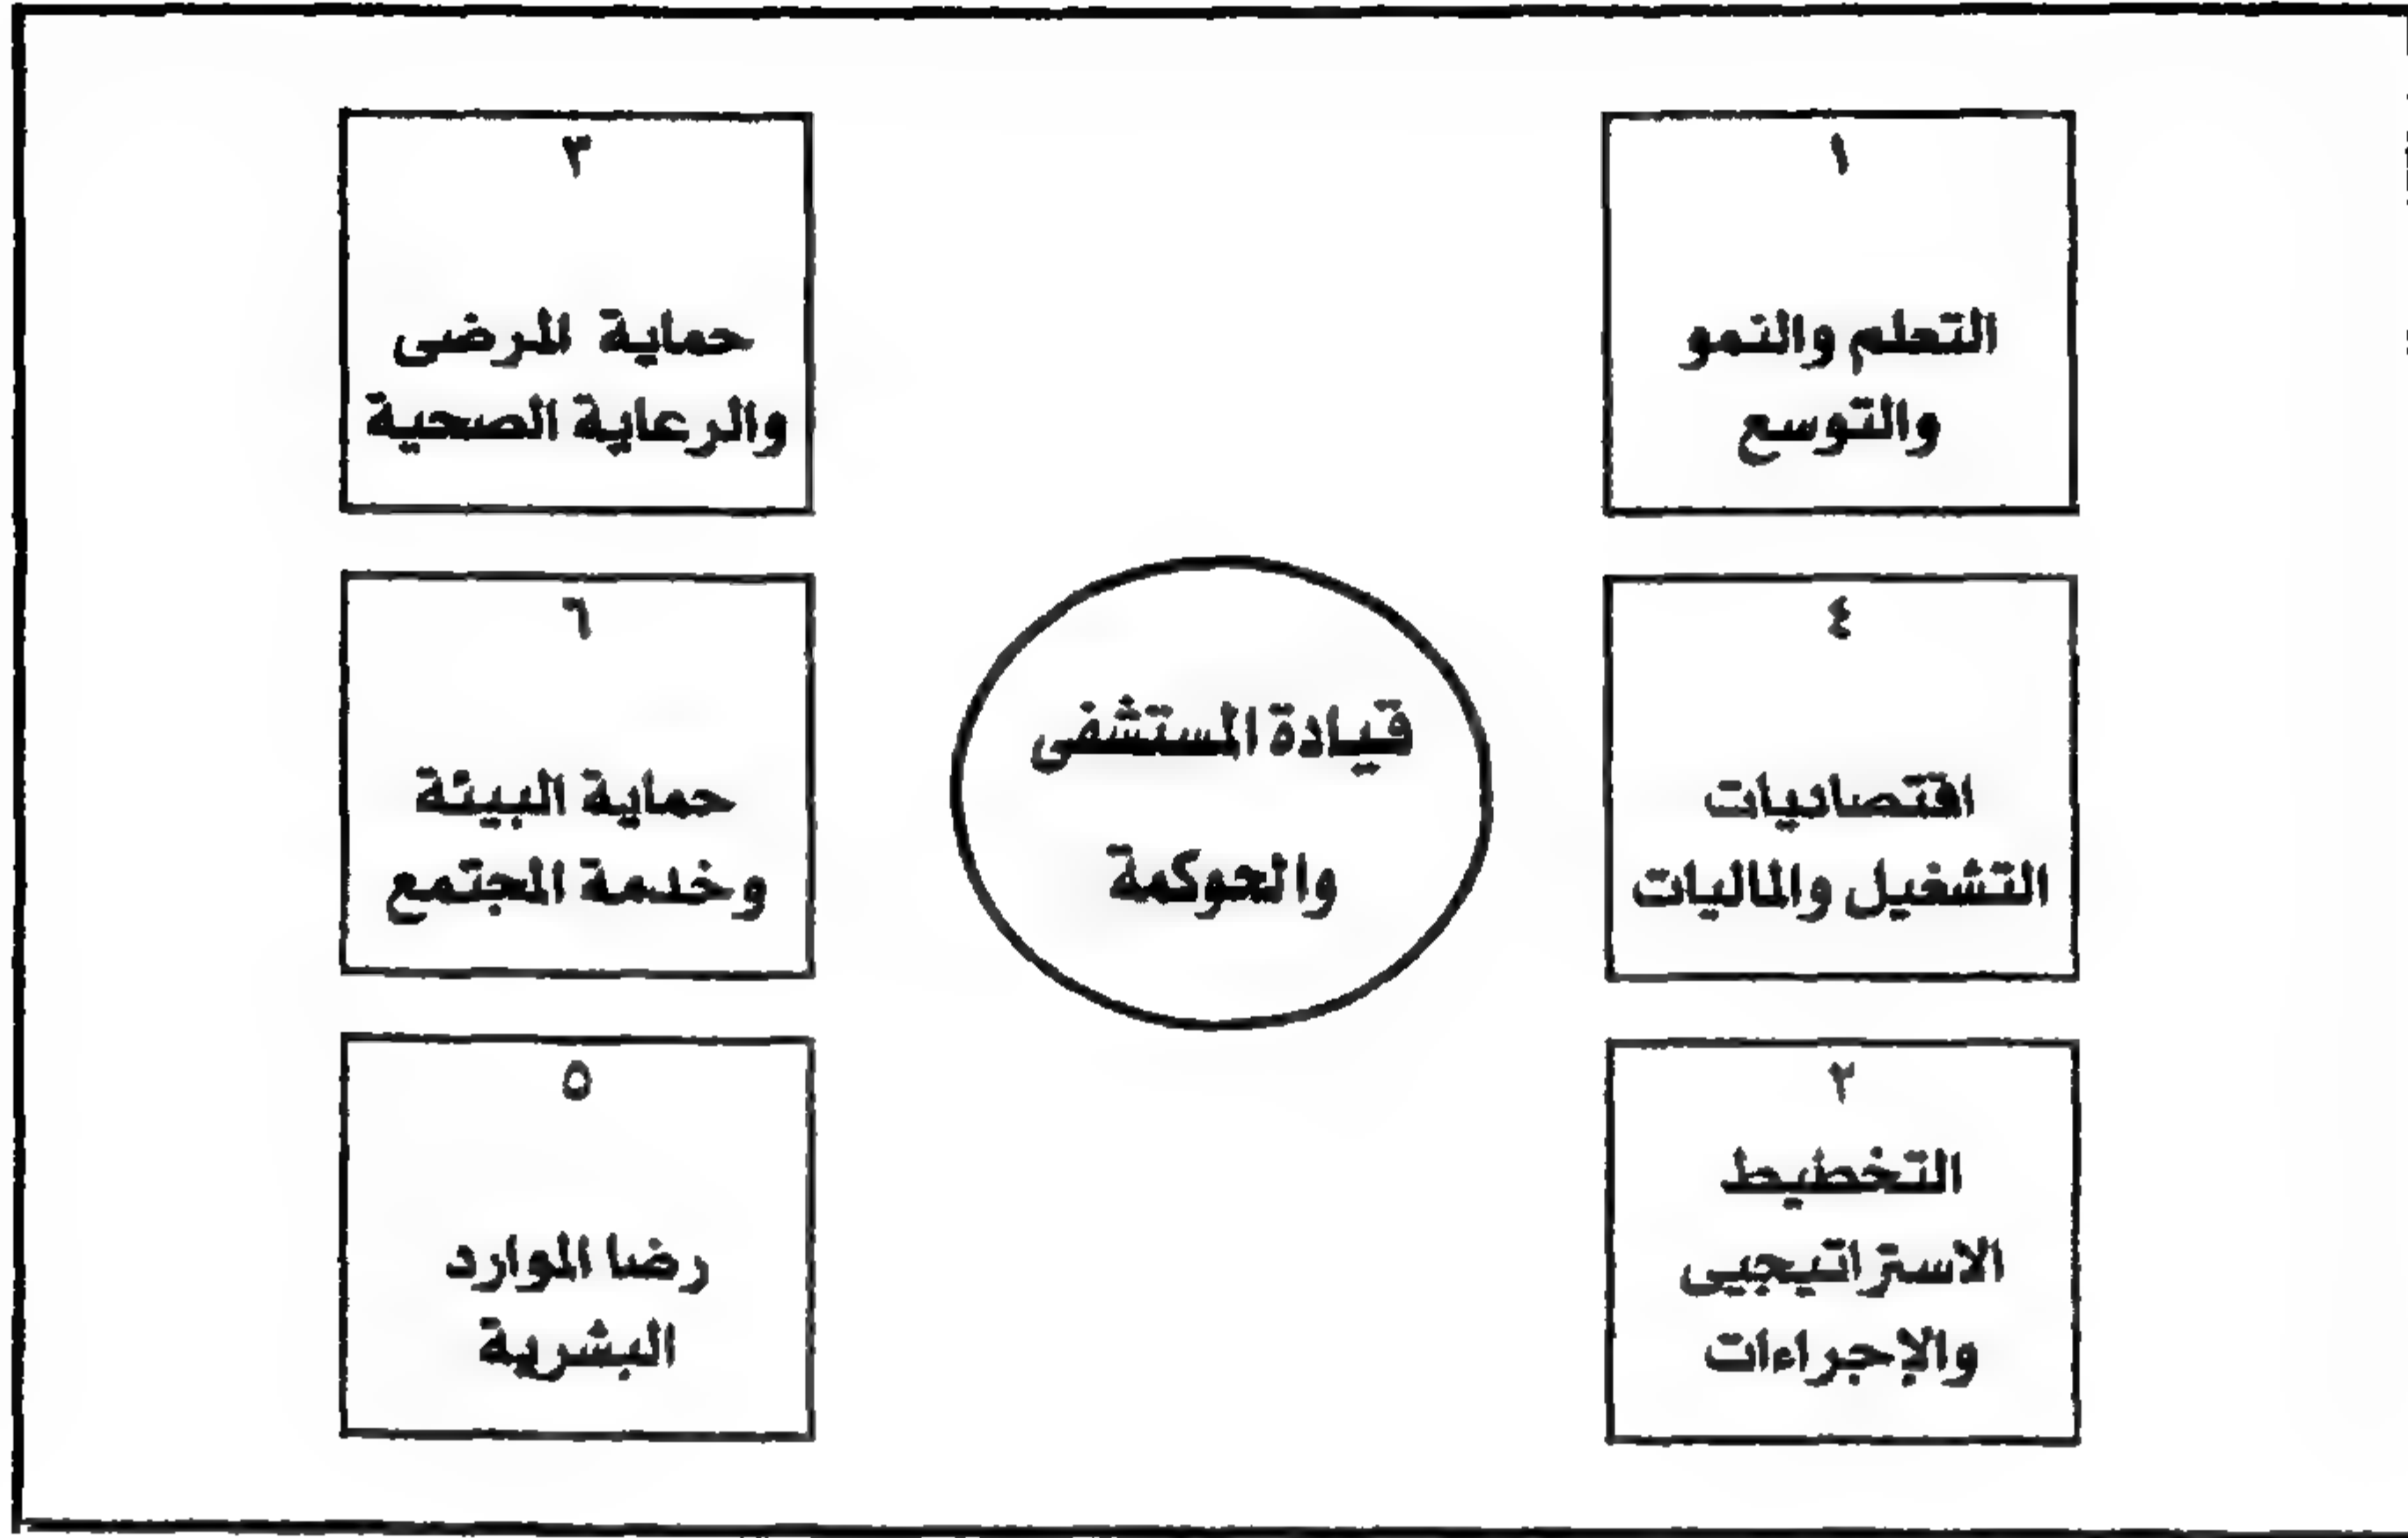 ١
التعلم والنمو
والتوسع
٣
حماية المرضى
والرعاية الصحية
٤
اقتصاديات
التشغيل والماليات
قيادة المستشفى
والحوكمة
٦
حماية البيئة
وخدمة المجتمع
٢
التخطيط
الاستراتيجيى
والإجراءات
٥
رضا الموارد
البشرية